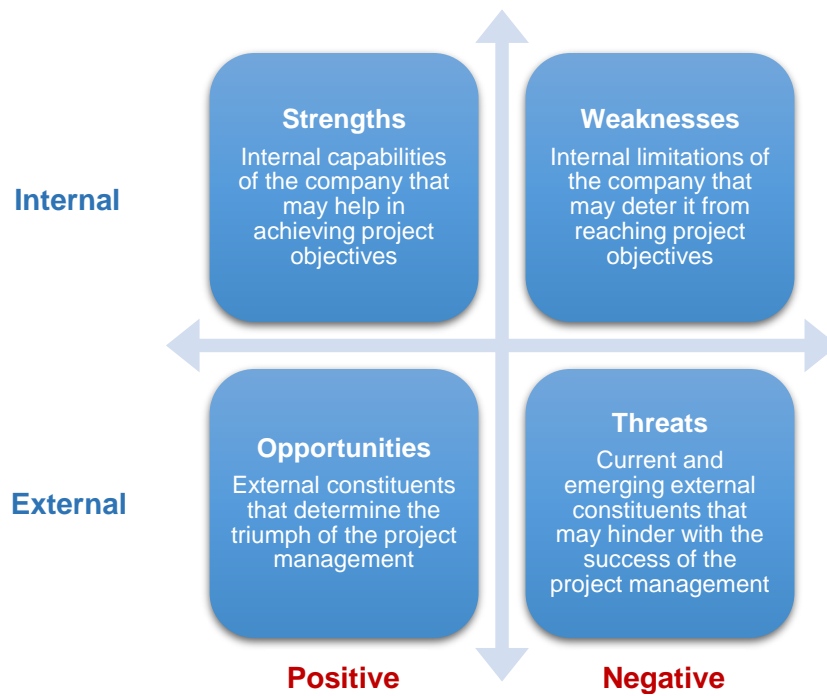 Strengths
Internal capabilities
of the company that
may help in
achieving project
objectives
Weaknesses
Internal limitations of
the company that
may deter it from
reaching project
objectives
Internal
Opportunities
External constituents
that determine the
triumph of the project
management
Threats
Current and
emerging external
constituents that
may hinder with the
success of the
project management
External
Positive
Negative